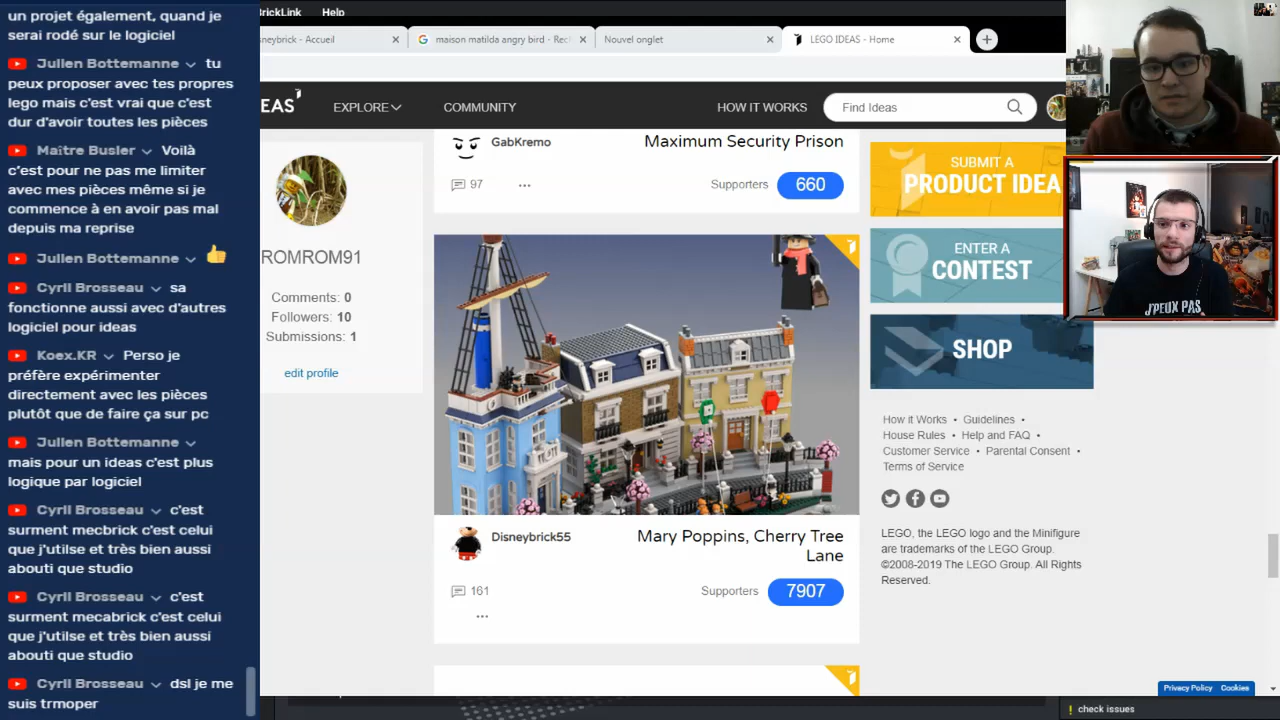 un projet également, quand je
serai rodé sur le logiciel
Julien Bottemanne tu
peux proposer avec tes propres
lego mais c'est vrai que c'est
dur d'avoir toutes les pièces
Maître Busler Voilà
c'est pour ne pas me limiter
avec mes pièces même si je
commence à en avoir pas mal
depuis ma reprise
Julien Bottemanne
Cyril Brosseau sa
fonctionne aussi avec d'autres
logiciel pour ideas
Koex.KR Perso je
préfère expérimenter
directement avec les pièces
plutôt que de faire ça sur pc
Julien Bottemanne
mais pour un ideas c'est plus
logique par logiciel
Cyril Brosseau c'est
surment mecbrick c'est celui
que j'utilse et très bien aussi
abouti que studio
Cyril Brosseau c'est
surment mecabrick c'est celui
que j'utilse et très bien aussi
abouti que studio
Cyril Brosseau dsl je me
suis trmoper
BrickLink Help
neybrick - Accueil
maison matilda angry bird - Rec
Nouvel onglet
LEGO IDEAS - Home
EAS EXPLORE COMMUNITY HOW IT WORKS Find Ideas
ROMROM91
Comments: 0
Followers: 10
Submissions: 1
edit profile
GabKremo
Maximum Security Prison
97 ... Supporters 660
Disneybrick55
Mary Poppins, Cherry Tree
Lane
161
Supporters 7907
...
SUBMIT A
PRODUCT IDEA
ENTER A
CONTEST
SHOP
How it Works • Guidelines •
House Rules • Help and FAQ •
Customer Service • Parental Consent •
Terms of Service
LEGO, the LEGO logo and the Minifigure
are trademarks of the LEGO Group.
©2008-2019 The LEGO Group. All Rights
Reserved.
J'PEUX PAS
Privacy Policy Cookies
check issues